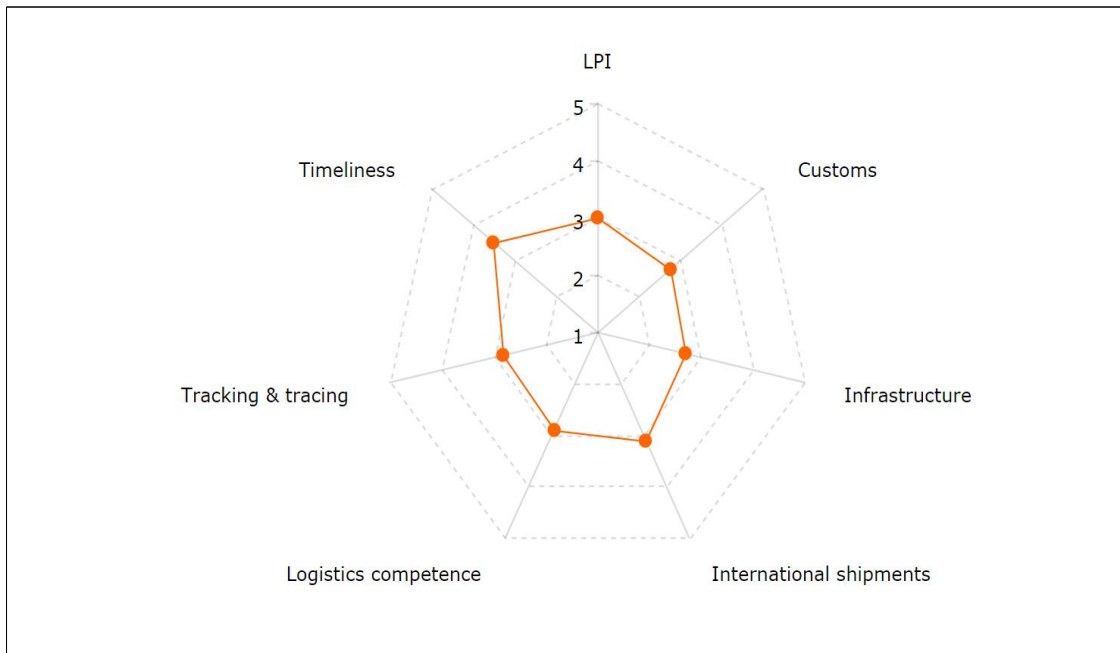 LPI
5
Timeliness
Customs
4
3
2
1
Tracking & tracing
Infrastructure
Logistics competence
International shipments